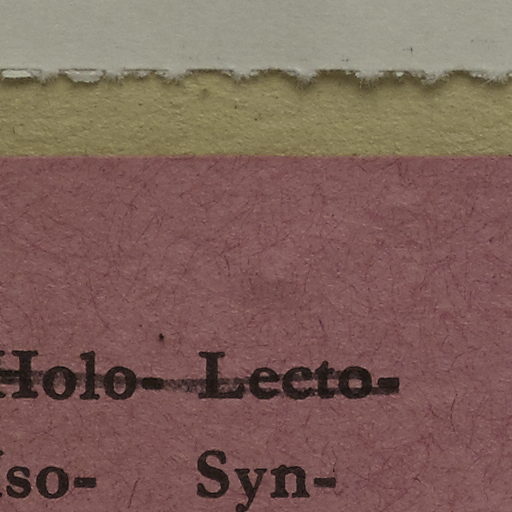 Holo- Lecto-
Iso- Syn-